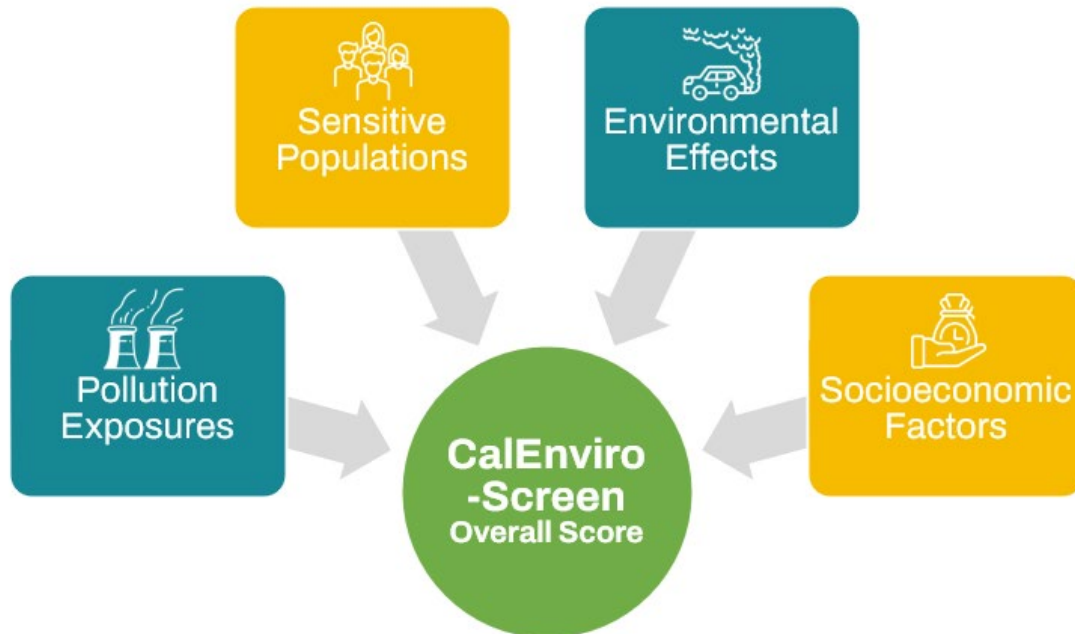 Sensitive
Populations
Environmental
Effects
Pollution
Exposures
Socioeconomic
Factors
CalEnviro
-Screen
Overall Score